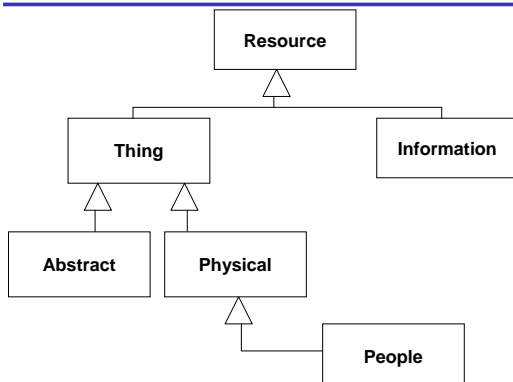 Resource
Thing
Information
Abstract
Physical
People